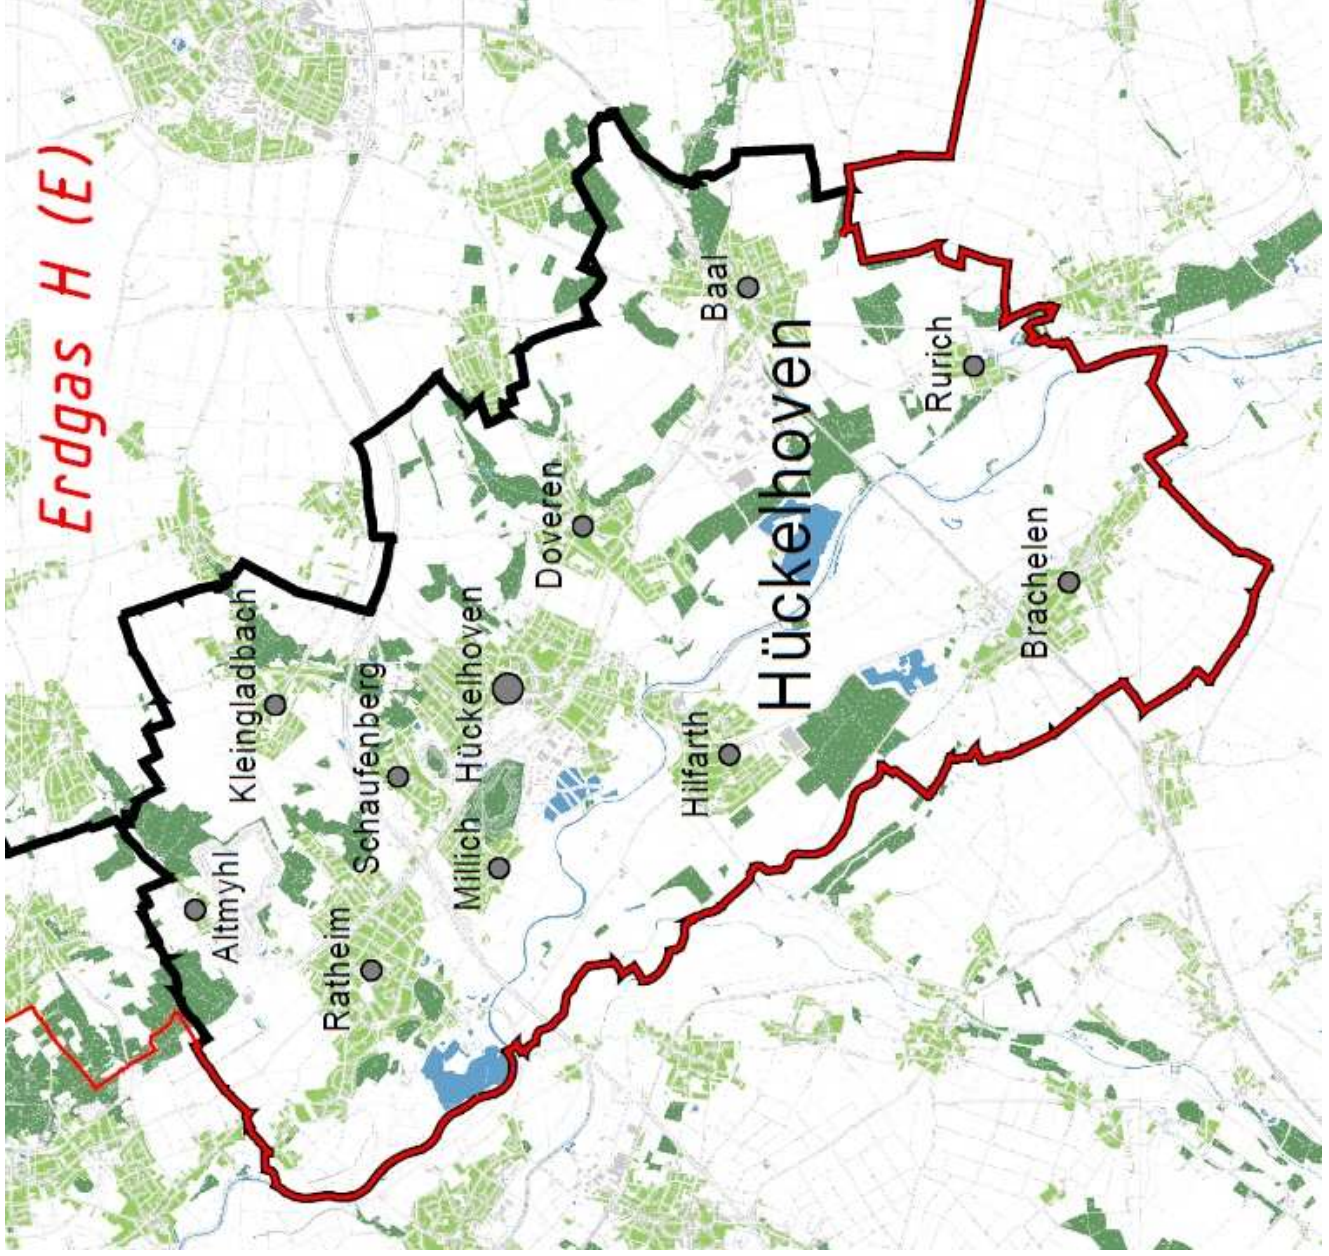 Erdgas H (E)
Kleingladbach
Altmyhl
Schaufenberg
Ratheim
Hückelhoven
Millich
Doveren
Baal
Hückelhoven
Hilfarth
Rurich
Brachelen